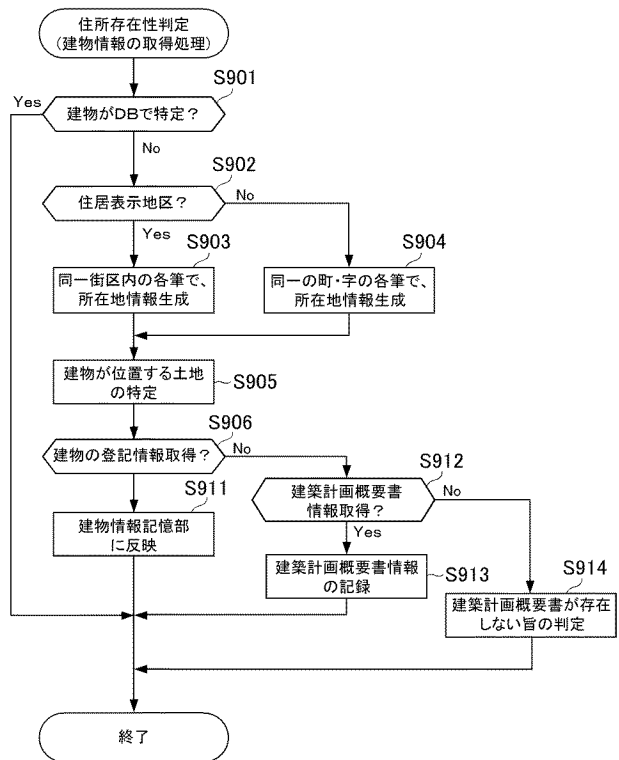 住所存在性判定
(建物情報の取得処理)
S901
Yes
建物がDBで特定？
No
S902
住居表示地区？
No
Yes
S903
S904
同一街区内の各筆で、
所在地情報生成
同一の町・字の各筆で、
所在地情報生成
建物が位置する土地
の特定
S905
S906
建物の登記情報取得？
No
S912
S911
建築計画概要書
情報取得？
No
建物情報記憶部
に反映
Yes
建築計画概要書情報
の記録
S913
S914
建築計画概要書が存在
しない旨の判定
終了